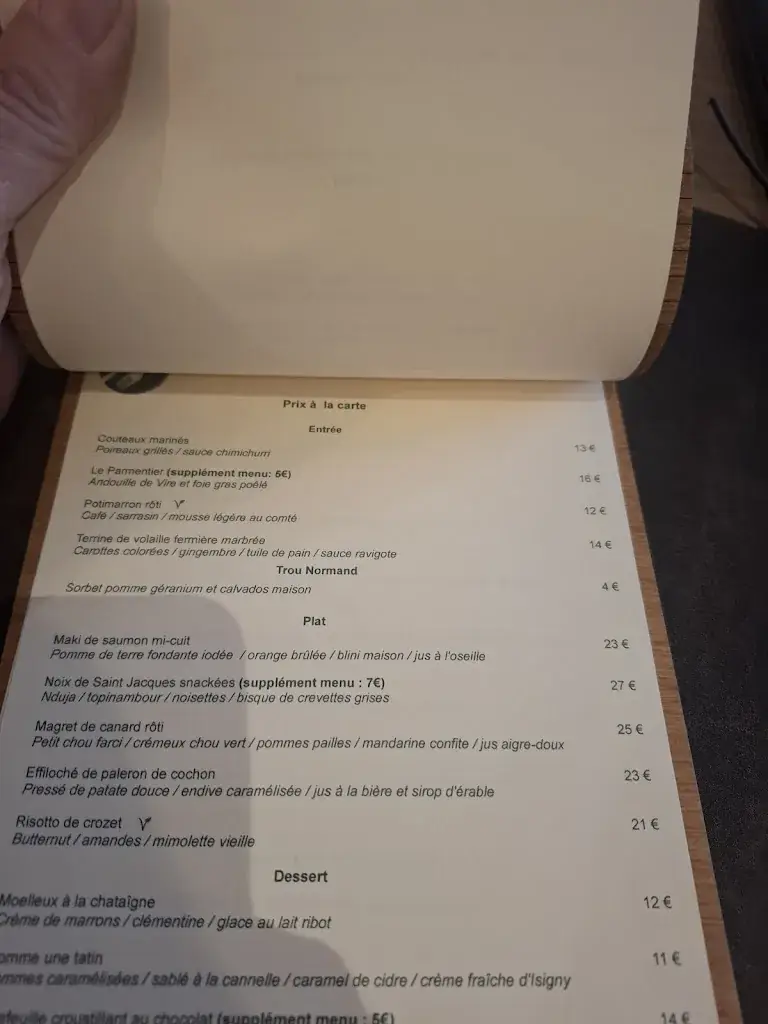 Prix à la carte
Entrée
Couteaux marinés
Poireaux grillés / sauce chimichurri 13 €
Le Parmentier (supplément menu: 5€)
Andouille de Vire et foie gras poêlé 16 €
Potimarron rôti V
Café / sarrasin / mousse légère au comté 12 €
Terrine de volaille fermière marbrée
Carottes colorées / gingembre / tuile de pain / sauce ravigote 14 €
Trou Normand
Sorbet pomme géranium et calvados maison 4 €
Plat
Maki de saumon mi-cuit 23 €
Pomme de terre fondante iodée / orange brûlée / blini maison / jus à l'oseille
Noix de Saint Jacques snackées (supplément menu : 7€) 27 €
Nduja / topinambour / noisettes / bisque de crevettes grises
Magret de canard rôti 25 €
Petit chou farci / crémeux chou vert / pommes pailles / mandarine confite / jus aigre-doux
Effiloché de paleron de cochon 23 €
Pressé de patate douce / endive caramélisée / jus à la bière et sirop d'érable
Risotto de crozet V 21 €
Butternut / amandes / mimolette vieille
Dessert
Moelleux à la chataîgne 12 €
Crème de marrons / clémentine / glace au lait ribot
omme une tatin 11 €
mmes caramélisées / sablé à la cannelle / caramel de cidre / crème fraîche d'Isigny
efeuille croustillant au chocolat (supplément menu : 5€) 14 €